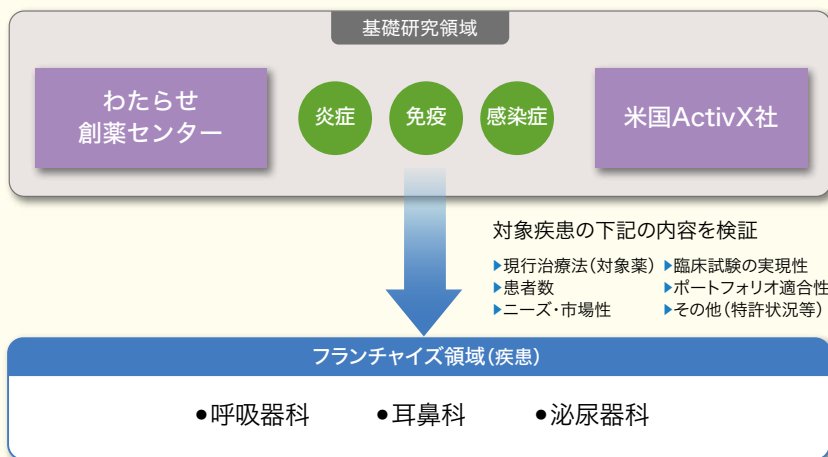 基礎研究領域
わたらせ
創薬センター
炎症
免疫
感染症
米国ActivX社
対象疾患の下記の内容を検証
▶現行治療法(対象薬) ▶臨床試験の実現性
▶患者数 ▶ポートフォリオ適合性
▶ニーズ・市場性 ▶その他(特許状況等)
フランチャイズ領域(疾患)
●呼吸器科 ●耳鼻科 ●泌尿器科